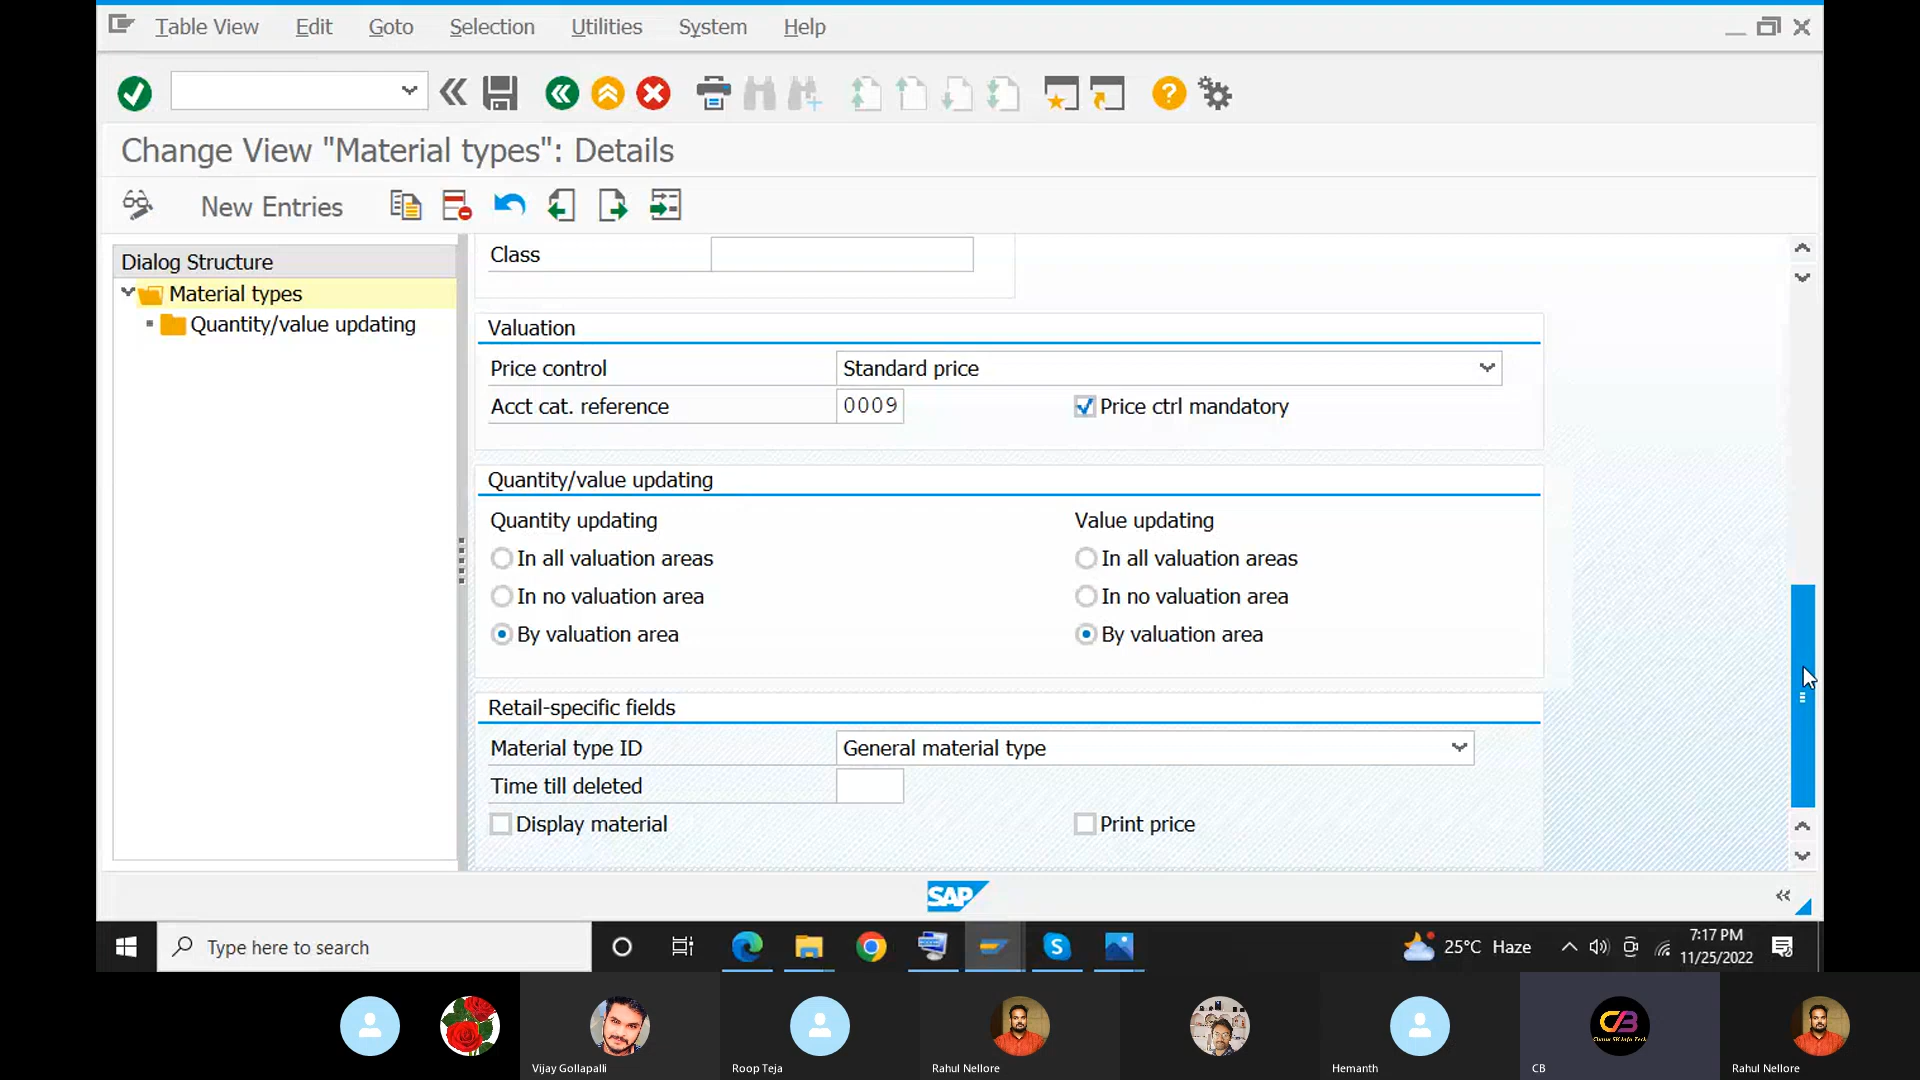 Table View Edit Goto Selection Utilities System Help
Change View "Material types": Details
New Entries
Dialog Structure
Material types
Quantity/value updating
Class
Valuation
Price control Standard price
Acct cat. reference 0009 Price ctrl mandatory
Quantity/value updating
Quantity updating Value updating
In all valuation areas In all valuation areas
In no valuation area In no valuation area
By valuation area By valuation area
Retail-specific fields
Material type ID General material type
Time till deleted
Display material Print price
SAP
Type here to search
25°C Haze
7:17 PM
11/25/2022
Vijay Gollapalli
Roop Teja
Rahul Nellore
Hemanth
CB
CB
Rahul Nellore